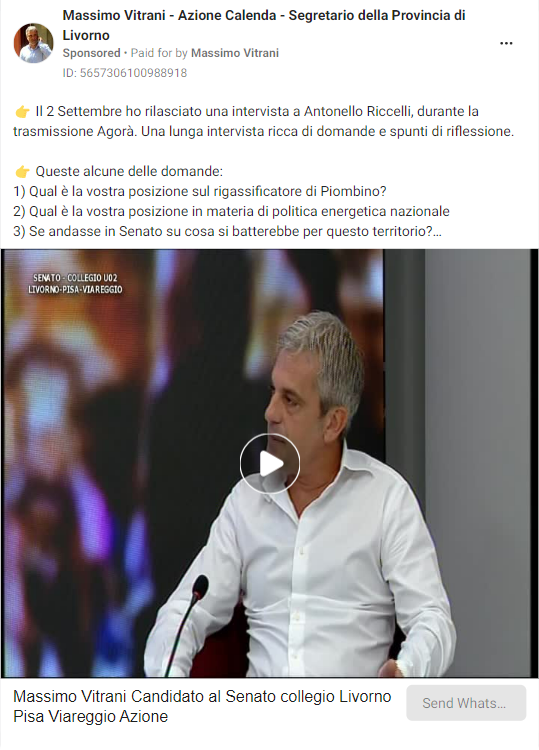 Massimo Vitrani - Azione Calenda - Segretario della Provincia di
Livorno
Sponsored • Paid for by Massimo Vitrani
ID: 5657306100988918
👉 Il 2 Settembre ho rilasciato una intervista a Antonello Riccelli, durante la
trasmissione Agorà. Una lunga intervista ricca di domande e spunti di riflessione.
👉 Queste alcune delle domande:
1) Qual è la vostra posizione sul rigassificatore di Piombino?
2) Qual è la vostra posizione in materia di politica energetica nazionale
3) Se andasse in Senato su cosa si batterebbe per questo territorio?...
SENATO - COLLEGIO U02
LIVORNO-PISA-VIAREGGIO
Massimo Vitrani Candidato al Senato collegio Livorno
Pisa Viareggio Azione
Send Whats...